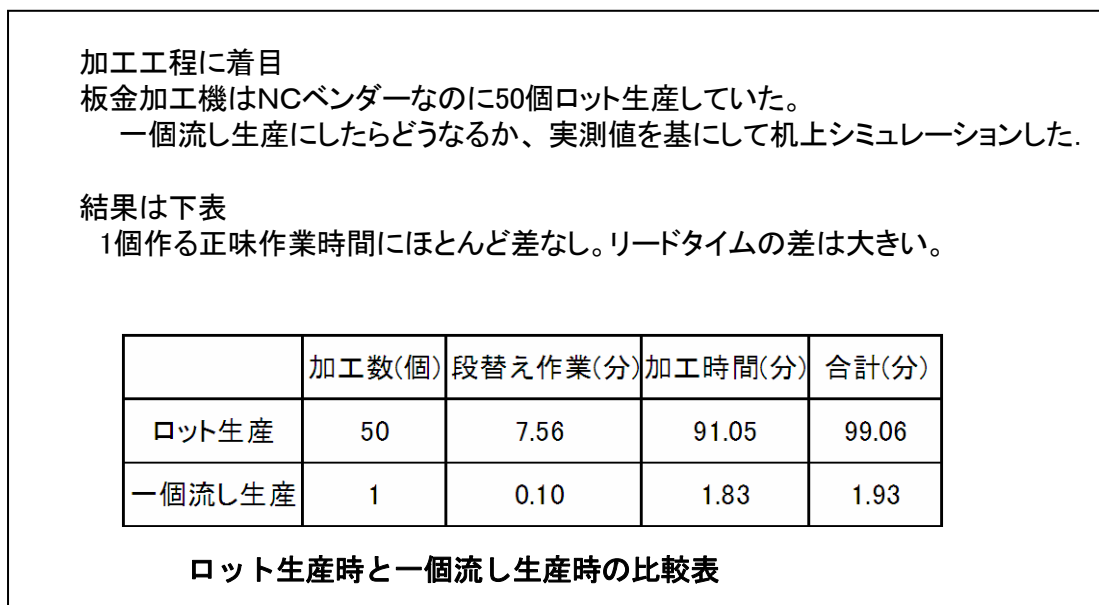 加工工程に着目
板金加工機はNCベンダーなのに50個ロット生産していた。
一個流し生産にしたらどうなるか、実測値を基にして机上シミュレーションした.
結果は下表
1個作る正味作業時間にほとんど差なし。リードタイムの差は大きい。
加工数(個) 段替え作業(分) 加工時間(分) 合計(分)
ロット生産 50 7.56 91.05 99.06
一個流し生産 1 0.10 1.83 1.93
ロット生産時と一個流し生産時の比較表